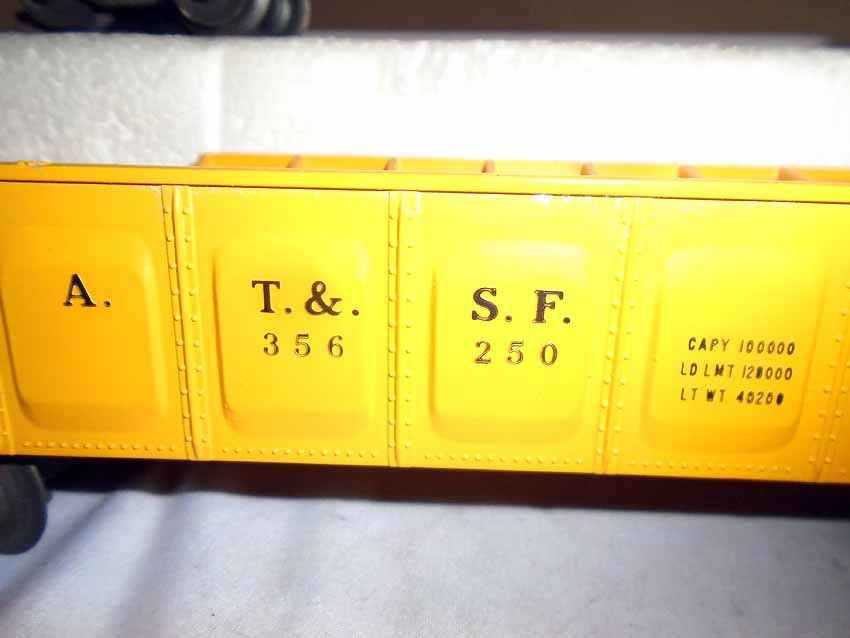 A. T. &. S. F.
356 250
CAPY 100000
LD LMT 128000
LT WT 40200